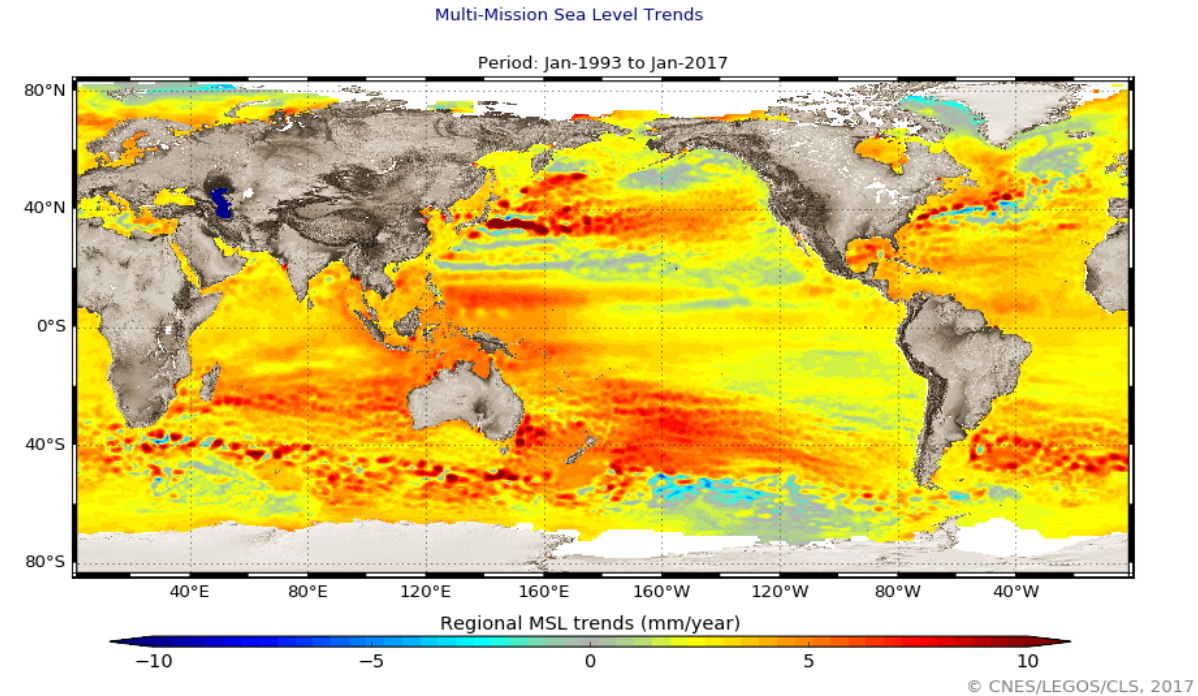 Multi-Mission Sea Level Trends
Period: Jan-1993 to Jan-2017
80°N
40°N
0°S
40°S
80°S
40°E 80°E 120°E 160°E 160°W 120°W 80°W 40°W
Regional MSL trends (mm/year)
−10 −5 0 5 10
© CNES/LEGOS/CLS, 2017